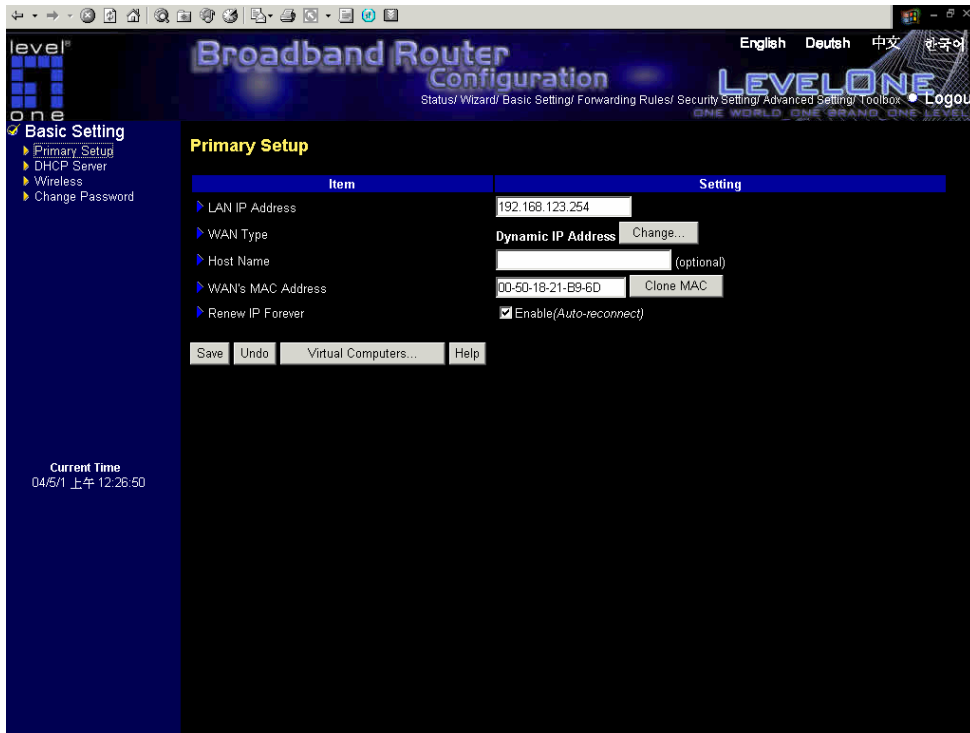 level®
one
Broadband Router
Configuration
English Deutsh 中文 한국어
LEVELONE
Status/ Wizard/ Basic Setting/ Forwarding Rules/ Security Setting/ Advanced Setting/ Toolbox Logou
ONE WORLD ONE BRAND ONE LEVEL
Basic Setting
Primary Setup
DHCP Server
Wireless
Change Password
Primary Setup
Item Setting
LAN IP Address 192.168.123.254
WAN Type Dynamic IP Address Change...
Host Name (optional)
WAN's MAC Address 00-50-18-21-B9-6D Clone MAC
Renew IP Forever Enable(Auto-reconnect)
Save Undo Virtual Computers... Help
Current Time
04/5/1 上午 12:26:50